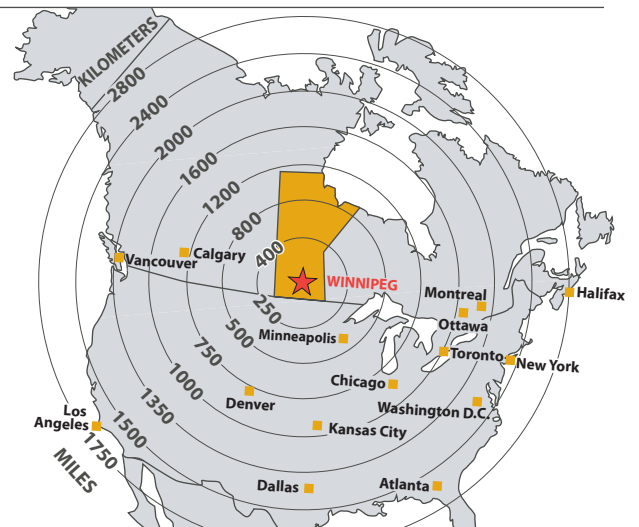 KILOMETERS
2800
2400
2000
1600
1200
800
400
Vancouver
Calgary
WINNIPEG
Montreal
Halifax
Ottawa
250
Minneapolis
500
Toronto
New York
750
Chicago
1000
Denver
Washington D.C.
1350
Kansas City
Los
Angeles
1500
1750
MILES
Dallas
Atlanta